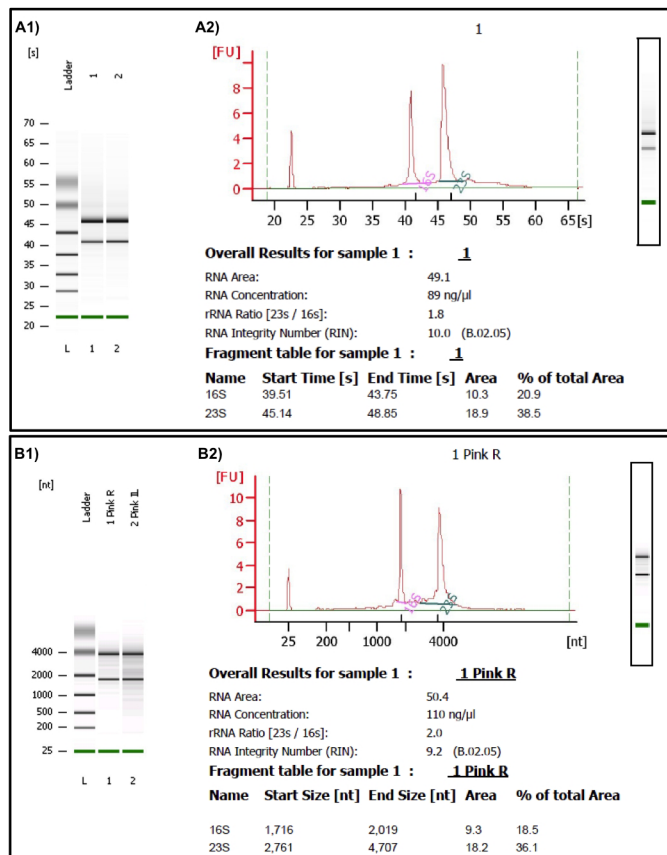 A1)
A2)
1
[s]
Ladder
1
2
70
65
60
55
50
45
40
35
30
25
20
L
1
2
[FU]
10
8
6
4
2
0
16S
23S
20 25 30 35 40 45 50 55 60 65 [s]
Overall Results for sample 1 : 1
RNA Area: 49.1
RNA Concentration: 89 ng/µl
rRNA Ratio [23s / 16s]: 1.8
RNA Integrity Number (RIN): 10.0 (B.02.05)
Fragment table for sample 1 : 1
Name Start Time [s] End Time [s] Area % of total Area
16S 39.51 43.75 10.3 20.9
23S 45.14 48.85 18.9 38.5
B1)
B2)
1 Pink R
[nt]
Ladder
1 Pink R
2 Pink IL
4000
2000
1000
500
200
25
L
1
2
[FU]
10
8
6
4
2
0
16S
23S
25 200 1000 4000 [nt]
Overall Results for sample 1 : 1 Pink R
RNA Area: 50.4
RNA Concentration: 110 ng/µl
rRNA Ratio [23s / 16s]: 2.0
RNA Integrity Number (RIN): 9.2 (B.02.05)
Fragment table for sample 1 : 1 Pink R
Name Start Size [nt] End Size [nt] Area % of total Area
16S 1,716 2,019 9.3 18.5
23S 2,761 4,707 18.2 36.1